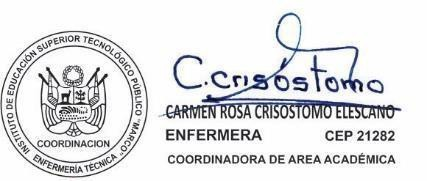 INSTITUTO DE EDUCACIÓN SUPERIOR TECNOLÓGICO PÚBLICO "MARCO"
COORDINACION
ENFERMERÍA TÉCNICA
C.crisostomo
CARMEN ROSA CRISOSTOMO ELESCANO
ENFERMERA CEP 21282
COORDINADORA DE AREA ACADÉMICA